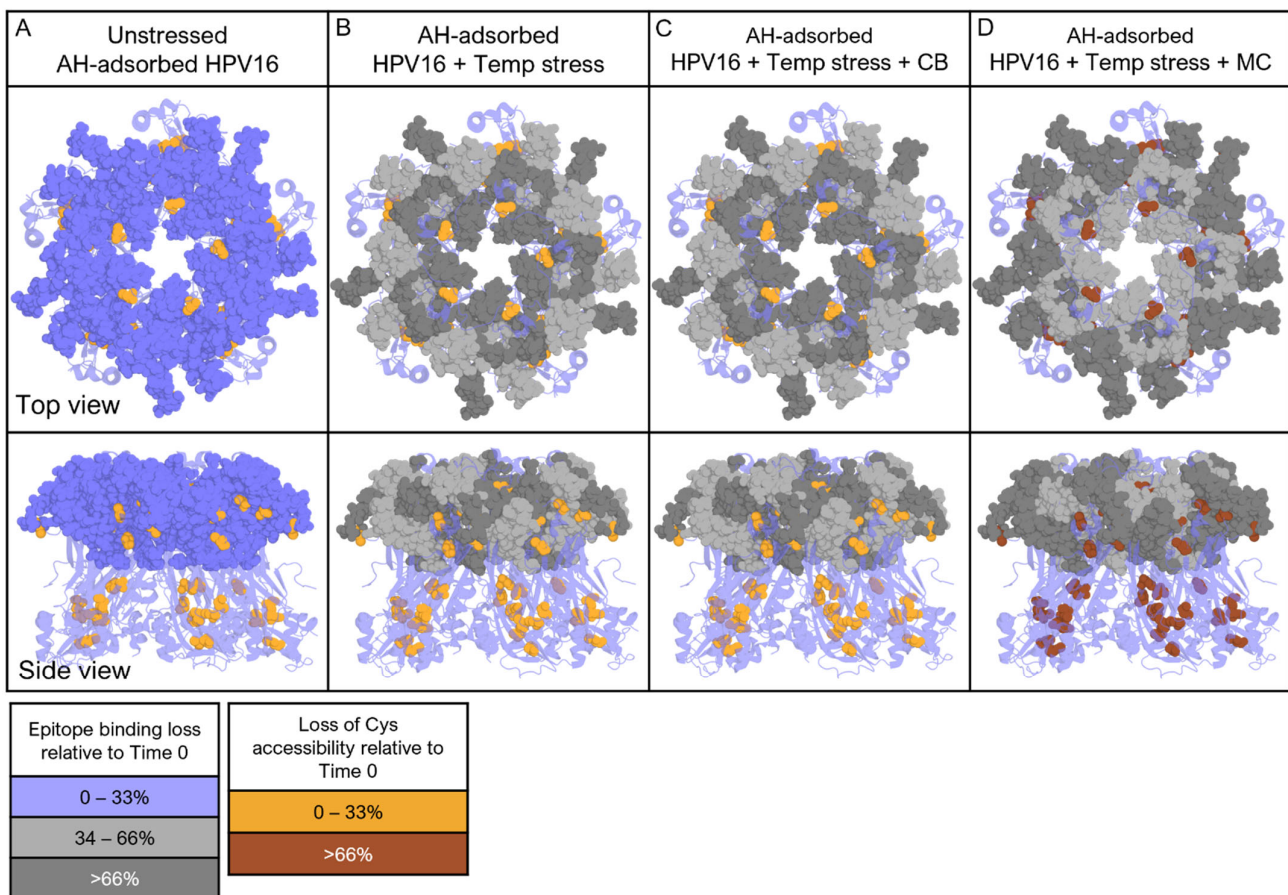 A
Unstressed
AH-adsorbed HPV16
B
AH-adsorbed
HPV16 + Temp stress
C
AH-adsorbed
HPV16 + Temp stress + CB
D
AH-adsorbed
HPV16 + Temp stress + MC
Top view
Side view
Epitope binding loss
relative to Time 0
0 – 33%
34 – 66%
>66%
Loss of Cys
accessibility relative to
Time 0
0 – 33%
>66%